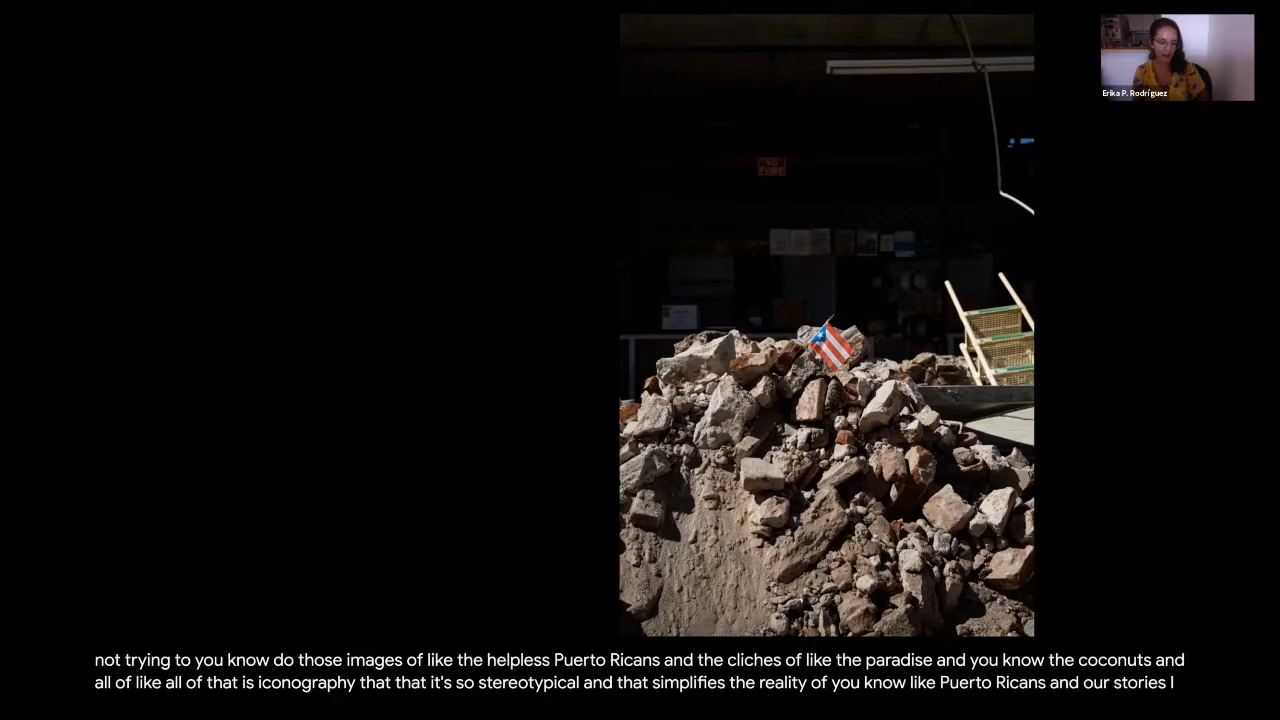 Erika P. Rodríguez
NO
FUME
not trying to you know do those images of like the helpless Puerto Ricans and the cliches of like the paradise and you know the coconuts and
all of like all of that is iconography that that it's so stereotypical and that simplifies the reality of you know like Puerto Ricans and our stories I